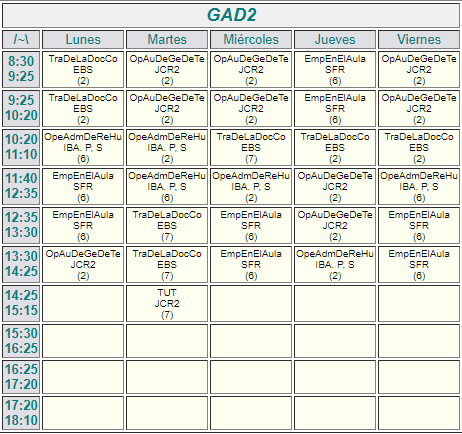 GAD2
/~\ Lunes Martes Miércoles Jueves Viernes
8:30 TraDeLaDocCo OpAuDeGeDeTe OpAuDeGeDeTe EmpEnElAula OpAuDeGeDeTe
9:25 EBS JCR2 JCR2 SFR JCR2
(2) (2) (2) (6) (2)
9:25 TraDeLaDocCo OpAuDeGeDeTe OpAuDeGeDeTe EmpEnElAula OpAuDeGeDeTe
10:20 EBS JCR2 JCR2 SFR JCR2
(2) (2) (2) (6) (2)
10:20 OpeAdmDeReHu OpeAdmDeReHu TraDeLaDocCo TraDeLaDocCo TraDeLaDocCo
11:10 IBA. P, S IBA. P, S EBS EBS EBS
(6) (2) (7) (2) (2)
11:40 EmpEnElAula OpeAdmDeReHu OpeAdmDeReHu OpAuDeGeDeTe OpeAdmDeReHu
12:35 SFR IBA. P, S IBA. P, S JCR2 IBA. P, S
(6) (6) (2) (2) (6)
12:35 EmpEnElAula TraDeLaDocCo EmpEnElAula OpAuDeGeDeTe EmpEnElAula
13:30 SFR EBS SFR JCR2 SFR
(6) (7) (6) (2) (6)
13:30 OpAuDeGeDeTe TraDeLaDocCo EmpEnElAula OpeAdmDeReHu EmpEnElAula
14:25 JCR2 EBS SFR IBA. P, S SFR
(2) (7) (6) (2) (6)
14:25 TUT
15:15 JCR2
(7)
15:30
16:25
16:25
17:20
17:20
18:10